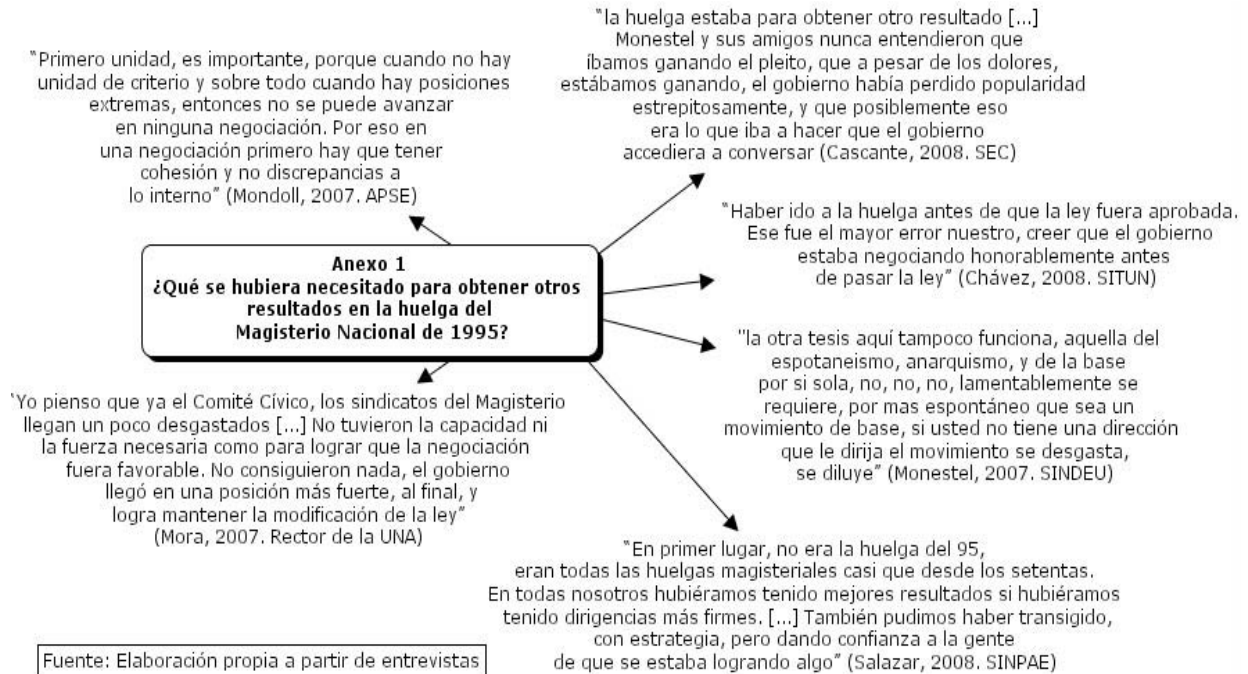 "Primero unidad, es importante, porque cuando no hay
unidad de criterio y sobre todo cuando hay posiciones
extremas, entonces no se puede avanzar
en ninguna negociación. Por eso en
una negociación primero hay que tener
cohesión y no discrepancias a
lo interno" (Mondoll, 2007. APSE)
"la huelga estaba para obtener otro resultado [...]
Monestel y sus amigos nunca entendieron que
íbamos ganando el pleito, que a pesar de los dolores,
estábamos ganando, el gobierno había perdido popularidad
estrepitosamente, y que posiblemente eso
era lo que iba a hacer que el gobierno
accediera a conversar (Cascante, 2008. SEC)
"Haber ido a la huelga antes de que la ley fuera aprobada.
Ese fue el mayor error nuestro, creer que el gobierno
estaba negociando honorablemente antes
de pasar la ley" (Chávez, 2008. SITUN)
Anexo 1
¿Qué se hubiera necesitado para obtener otros
resultados en la huelga del
Magisterio Nacional de 1995?
"la otra tesis aquí tampoco funciona, aquella del
espotaneismo, anarquismo, y de la base
por si sola, no, no, no, lamentablemente se
requiere, por mas espontáneo que sea un
movimiento de base, si usted no tiene una dirección
que le dirija el movimiento se desgasta,
se diluye" (Monestel, 2007. SINDEU)
"Yo pienso que ya el Comité Cívico, los sindicatos del Magisterio
llegan un poco desgastados [...] No tuvieron la capacidad ni
la fuerza necesaria como para lograr que la negociación
fuera favorable. No consiguieron nada, el gobierno
llegó en una posición más fuerte, al final, y
logra mantener la modificación de la ley"
(Mora, 2007. Rector de la UNA)
"En primer lugar, no era la huelga del 95,
eran todas las huelgas magisteriales casi que desde los setentas.
En todas nosotros hubiéramos tenido mejores resultados si hubiéramos
tenido dirigencias más firmes. [...] También pudimos haber transigido,
con estrategia, pero dando confianza a la gente
de que se estaba logrando algo" (Salazar, 2008. SINPAE)
Fuente: Elaboración propia a partir de entrevistas